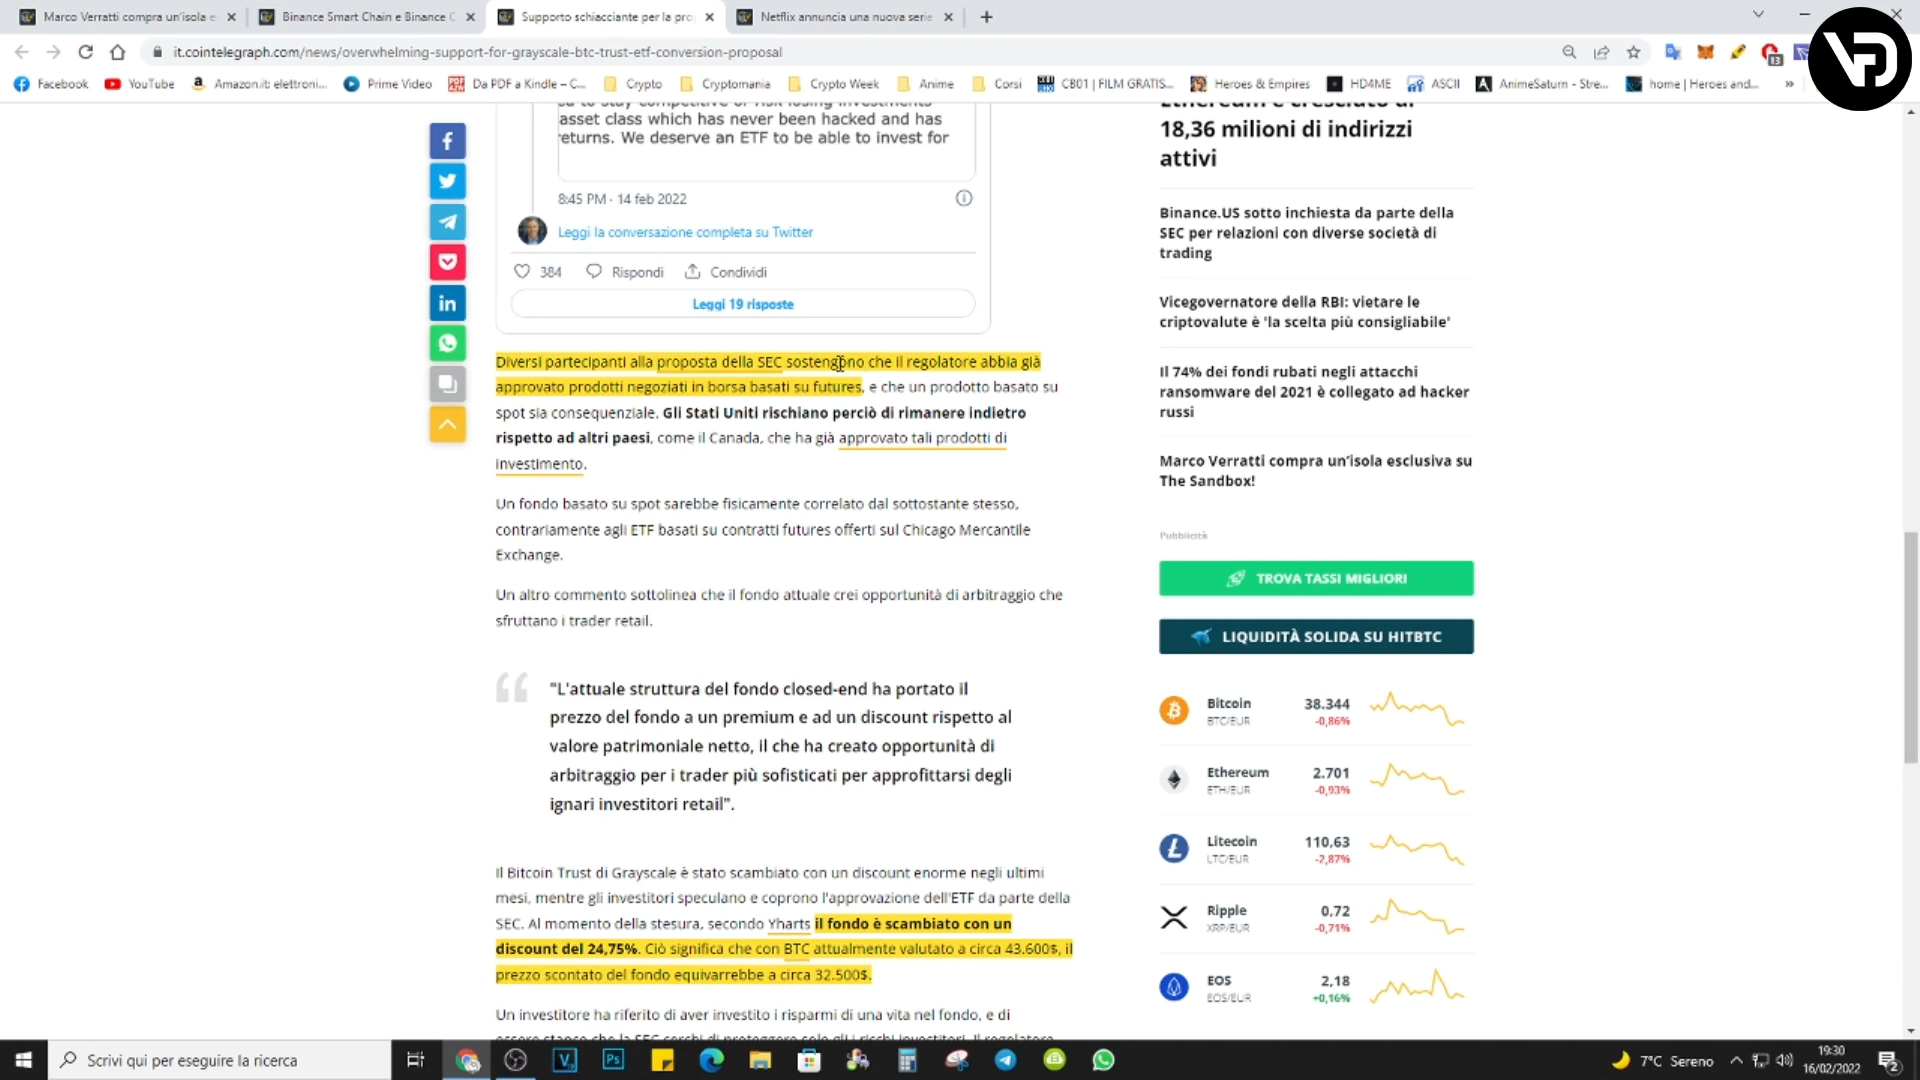 Marco Verratti compra un'isola e
Binance Smart Chain e Binance C
Supporto schiacciante per la pro
Netflix annuncia una nuova serie
it.cointelegraph.com/news/overwhelming-support-for-grayscale-btc-trust-etf-conversion-proposal
13
Facebook
YouTube
Amazon.it: elettroni...
Prime Video
Da PDF a Kindle – C...
Crypto
Cryptomania
Crypto Week
Anime
Corsi
CB01 | FILM GRATIS...
Heroes & Empires
HD4ME
ASCII
AnimeSaturn - Stre...
home | Heroes and...
»
asset class which has never been hacked and has
returns. We deserve an ETF to be able to invest for
8:45 PM · 14 feb 2022
Leggi la conversazione completa su Twitter
384
Rispondi
Condividi
Leggi 19 risposte
Diversi partecipanti alla proposta della SEC sostengono che il regolatore abbia già
approvato prodotti negoziati in borsa basati su futures, e che un prodotto basato su
spot sia consequenziale. Gli Stati Uniti rischiano perciò di rimanere indietro
rispetto ad altri paesi, come il Canada, che ha già approvato tali prodotti di
investimento.
Un fondo basato su spot sarebbe fisicamente correlato dal sottostante stesso,
contrariamente agli ETF basati su contratti futures offerti sul Chicago Mercantile
Exchange.
Un altro commento sottolinea che il fondo attuale crei opportunità di arbitraggio che
sfruttano i trader retail.
"L'attuale struttura del fondo closed-end ha portato il
prezzo del fondo a un premium e ad un discount rispetto al
valore patrimoniale netto, il che ha creato opportunità di
arbitraggio per i trader più sofisticati per approfittarsi degli
ignari investitori retail".
Il Bitcoin Trust di Grayscale è stato scambiato con un discount enorme negli ultimi
mesi, mentre gli investitori speculano e coprono l'approvazione dell'ETF da parte della
SEC. Al momento della stesura, secondo Yharts il fondo è scambiato con un
discount del 24,75%. Ciò significa che con BTC attualmente valutato a circa 43.600$, il
prezzo scontato del fondo equivarrebbe a circa 32.500$.
Un investitore ha riferito di aver investito i risparmi di una vita nel fondo, e di
18,36 milioni di indirizzi
attivi
Binance.US sotto inchiesta da parte della
SEC per relazioni con diverse società di
trading
Vicegovernatore della RBI: vietare le
criptovalute è 'la scelta più consigliabile'
Il 74% dei fondi rubati negli attacchi
ransomware del 2021 è collegato ad hacker
russi
Marco Verratti compra un'isola esclusiva su
The Sandbox!
Pubblicità
TROVA TASSI MIGLIORI
LIQUIDITÀ SOLIDA SU HITBTC
Bitcoin 38.344
BTC/EUR -0,86%
Ethereum 2.701
ETH/EUR -0,93%
Litecoin 110,63
LTC/EUR -2,87%
Ripple 0,72
XRP/EUR -0,71%
EOS 2,18
EOS/EUR +0,16%
Scrivi qui per eseguire la ricerca
7°C Sereno
19:30
16/02/2022
2